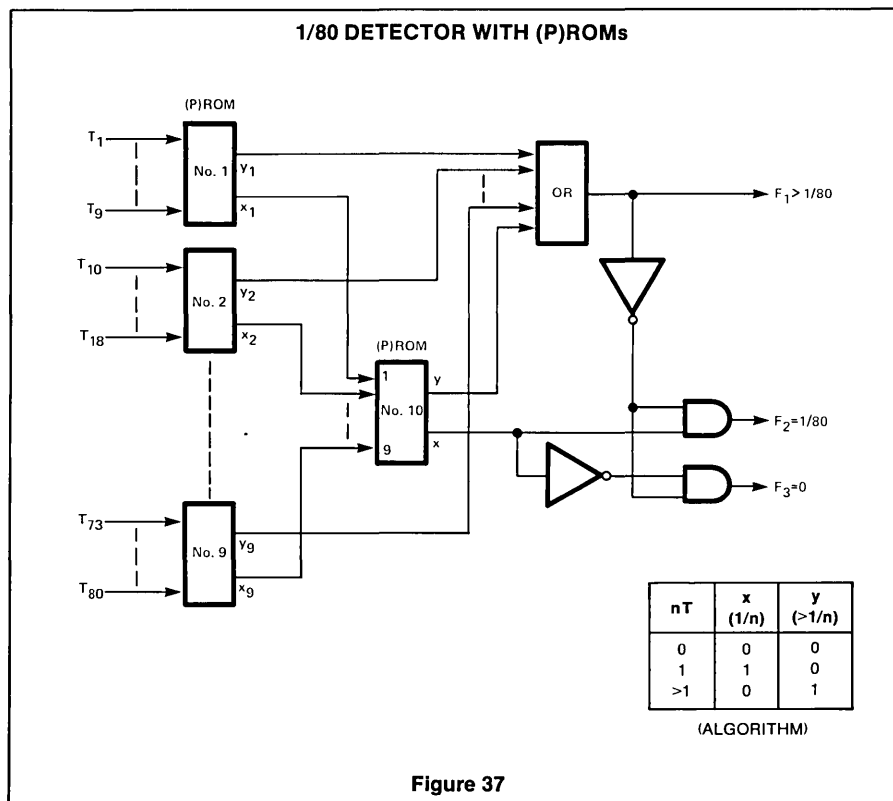 1/80 DETECTOR WITH (P)ROMs
(P)ROM
T1
T9
No. 1
y1
x1
OR
F1 > 1/80
T10
T18
No. 2
y2
x2
(P)ROM
1
9
No. 10
y
x
F2=1/80
F3=0
T73
T80
No. 9
y9
x9
nT x y
(1/n) (>1/n)
0 0 0
1 1 0
>1 0 1
(ALGORITHM)
Figure 37